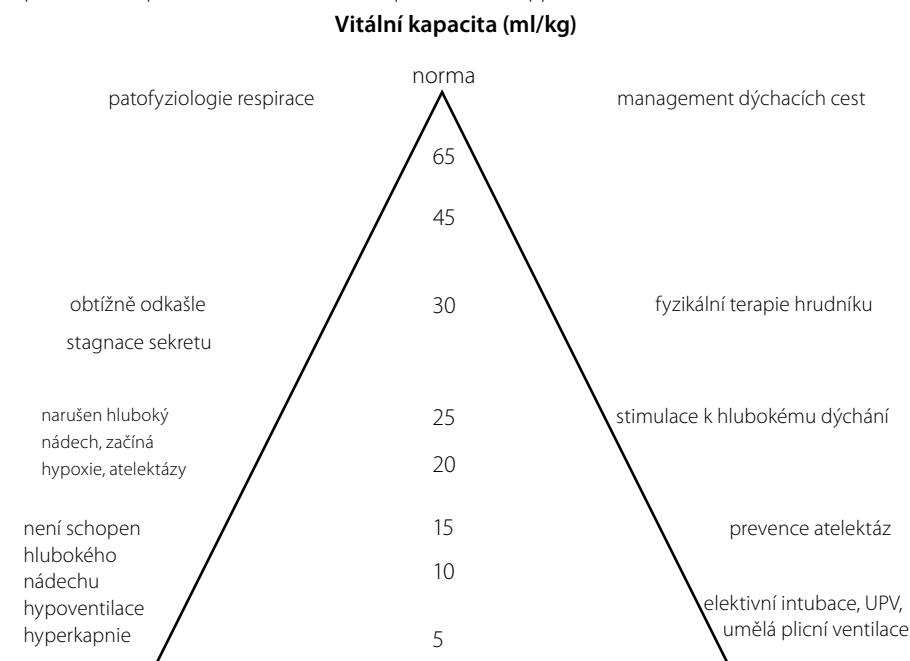 Vitální kapacita (ml/kg)
norma
patofyziologie respirace
management dýchacích cest
65
45
obtížně odkašle
30
fyzikální terapie hrudníku
stagnace sekretu
narušen hluboký
25
stimulace k hlubokému dýchání
nádech, začíná
20
hypoxie, atelektázy
není schopen
15
prevence atelektáz
hlubokého
10
nádechu
hypoventilace
elektivní intubace, UPV,
hyperkapnie
5
umělá plicní ventilace